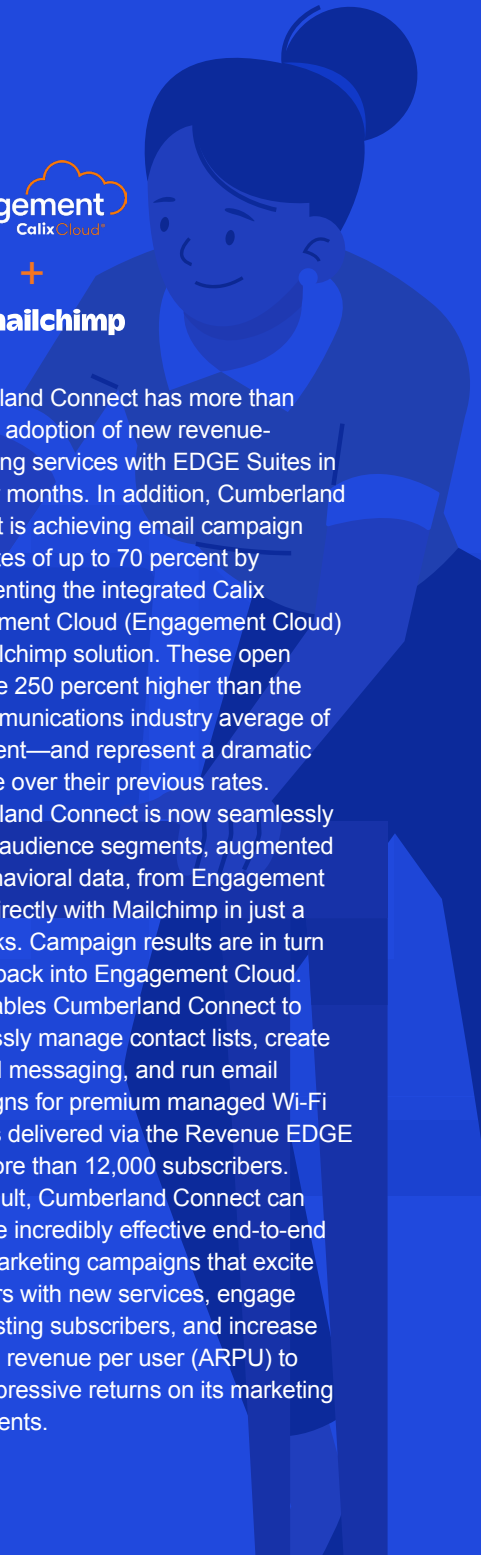 gement
CalixCloud®
+
mailchimp
land Connect has more than
adoption of new revenue-
ing services with EDGE Suites in
months. In addition, Cumberland
t is achieving email campaign
tes of up to 70 percent by
enting the integrated Calix
ment Cloud (Engagement Cloud)
ilchimp solution. These open
e 250 percent higher than the
mmunications industry average of
ent—and represent a dramatic
e over their previous rates.
land Connect is now seamlessly
audience segments, augmented
havioral data, from Engagement
irectly with Mailchimp in just a
ks. Campaign results are in turn
back into Engagement Cloud.
ables Cumberland Connect to
ssly manage contact lists, create
l messaging, and run email
gns for premium managed Wi-Fi
s delivered via the Revenue EDGE
ore than 12,000 subscribers.
ult, Cumberland Connect can
e incredibly effective end-to-end
arketing campaigns that excite
rs with new services, engage
sting subscribers, and increase
revenue per user (ARPU) to
pressive returns on its marketing
ents.